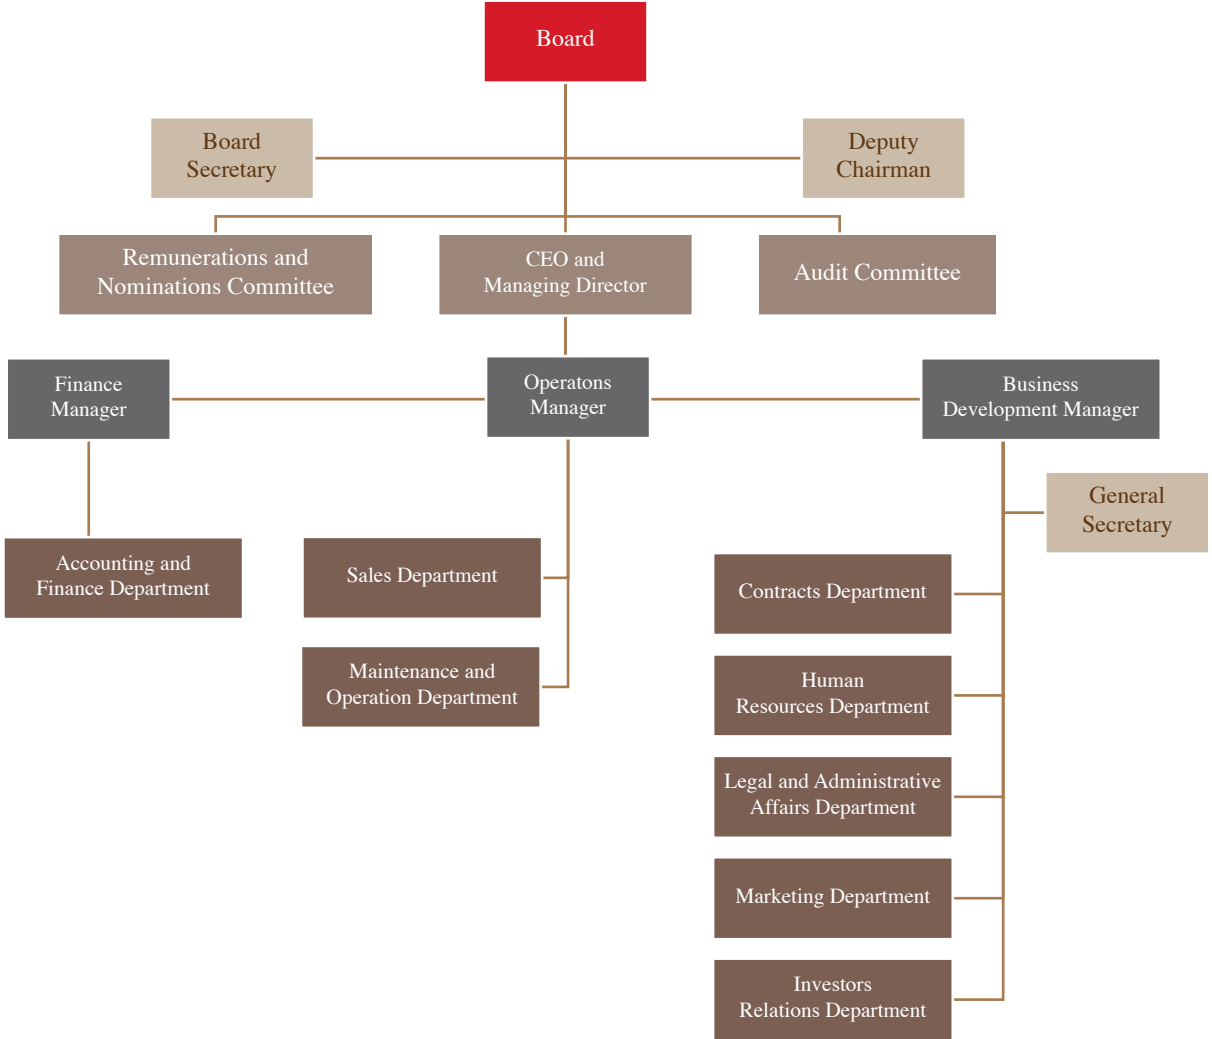 Board
Board
Secretary
Deputy
Chairman
Remunerations and
Nominations Committee
CEO and
Managing Director
Audit Committee
Finance
Manager
Operatons
Manager
Business
Development Manager
General
Secretary
Accounting and
Finance Department
Sales Department
Maintenance and
Operation Department
Contracts Department
Human
Resources Department
Legal and Administrative
Affairs Department
Marketing Department
Investors
Relations Department